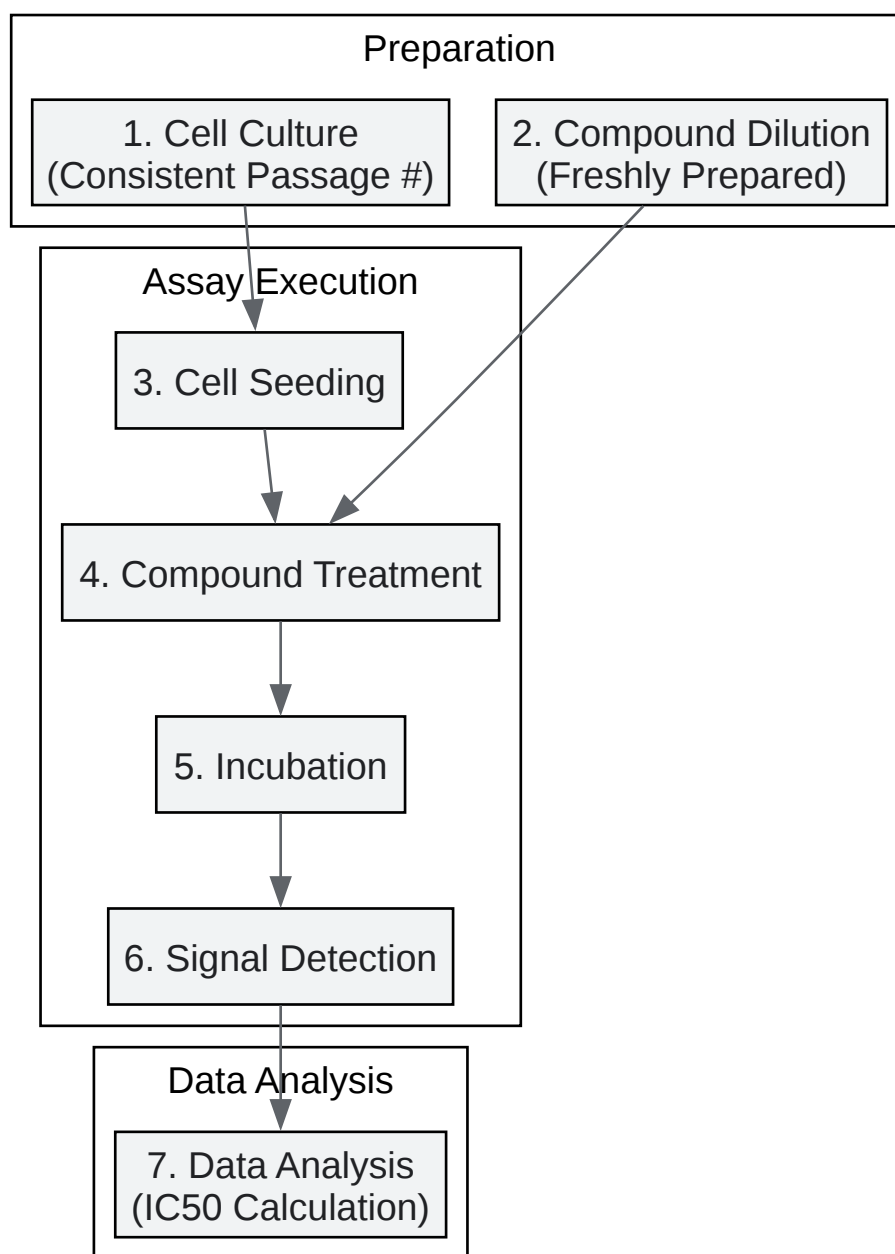 Preparation
1. Cell Culture
(Consistent Passage #)
2. Compound Dilution
(Freshly Prepared)
Assay Execution
3. Cell Seeding
4. Compound Treatment
5. Incubation
6. Signal Detection
Data Analysis
7. Data Analysis
(IC50 Calculation)